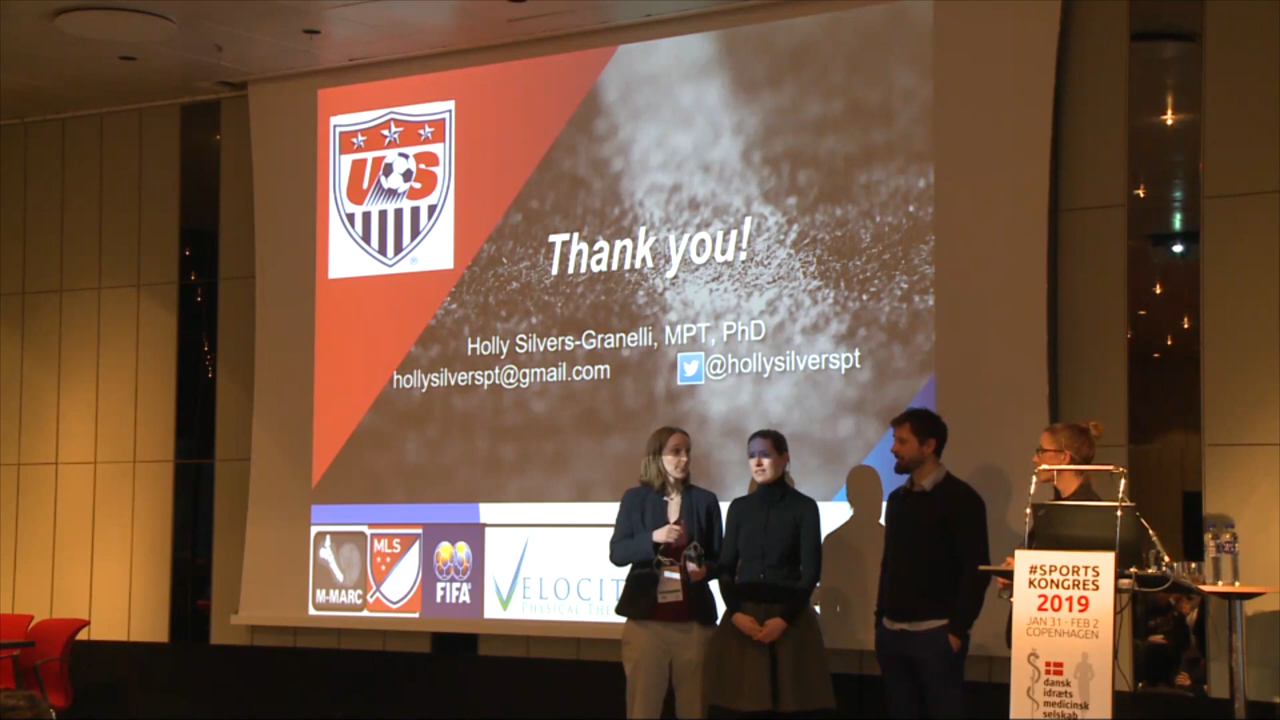 US
Thank you!
Holly Silvers-Granelli, MPT, PhD
hollysilverspt@gmail.com
@hollysilverspt
M-MARC
MLS
FIFA
VELOCIT
PHYSICAL THE
#SPORTS
KONGRES
2019
JAN 31 - FEB 2
COPENHAGEN
dansk
idræts
medicinsk
selskab